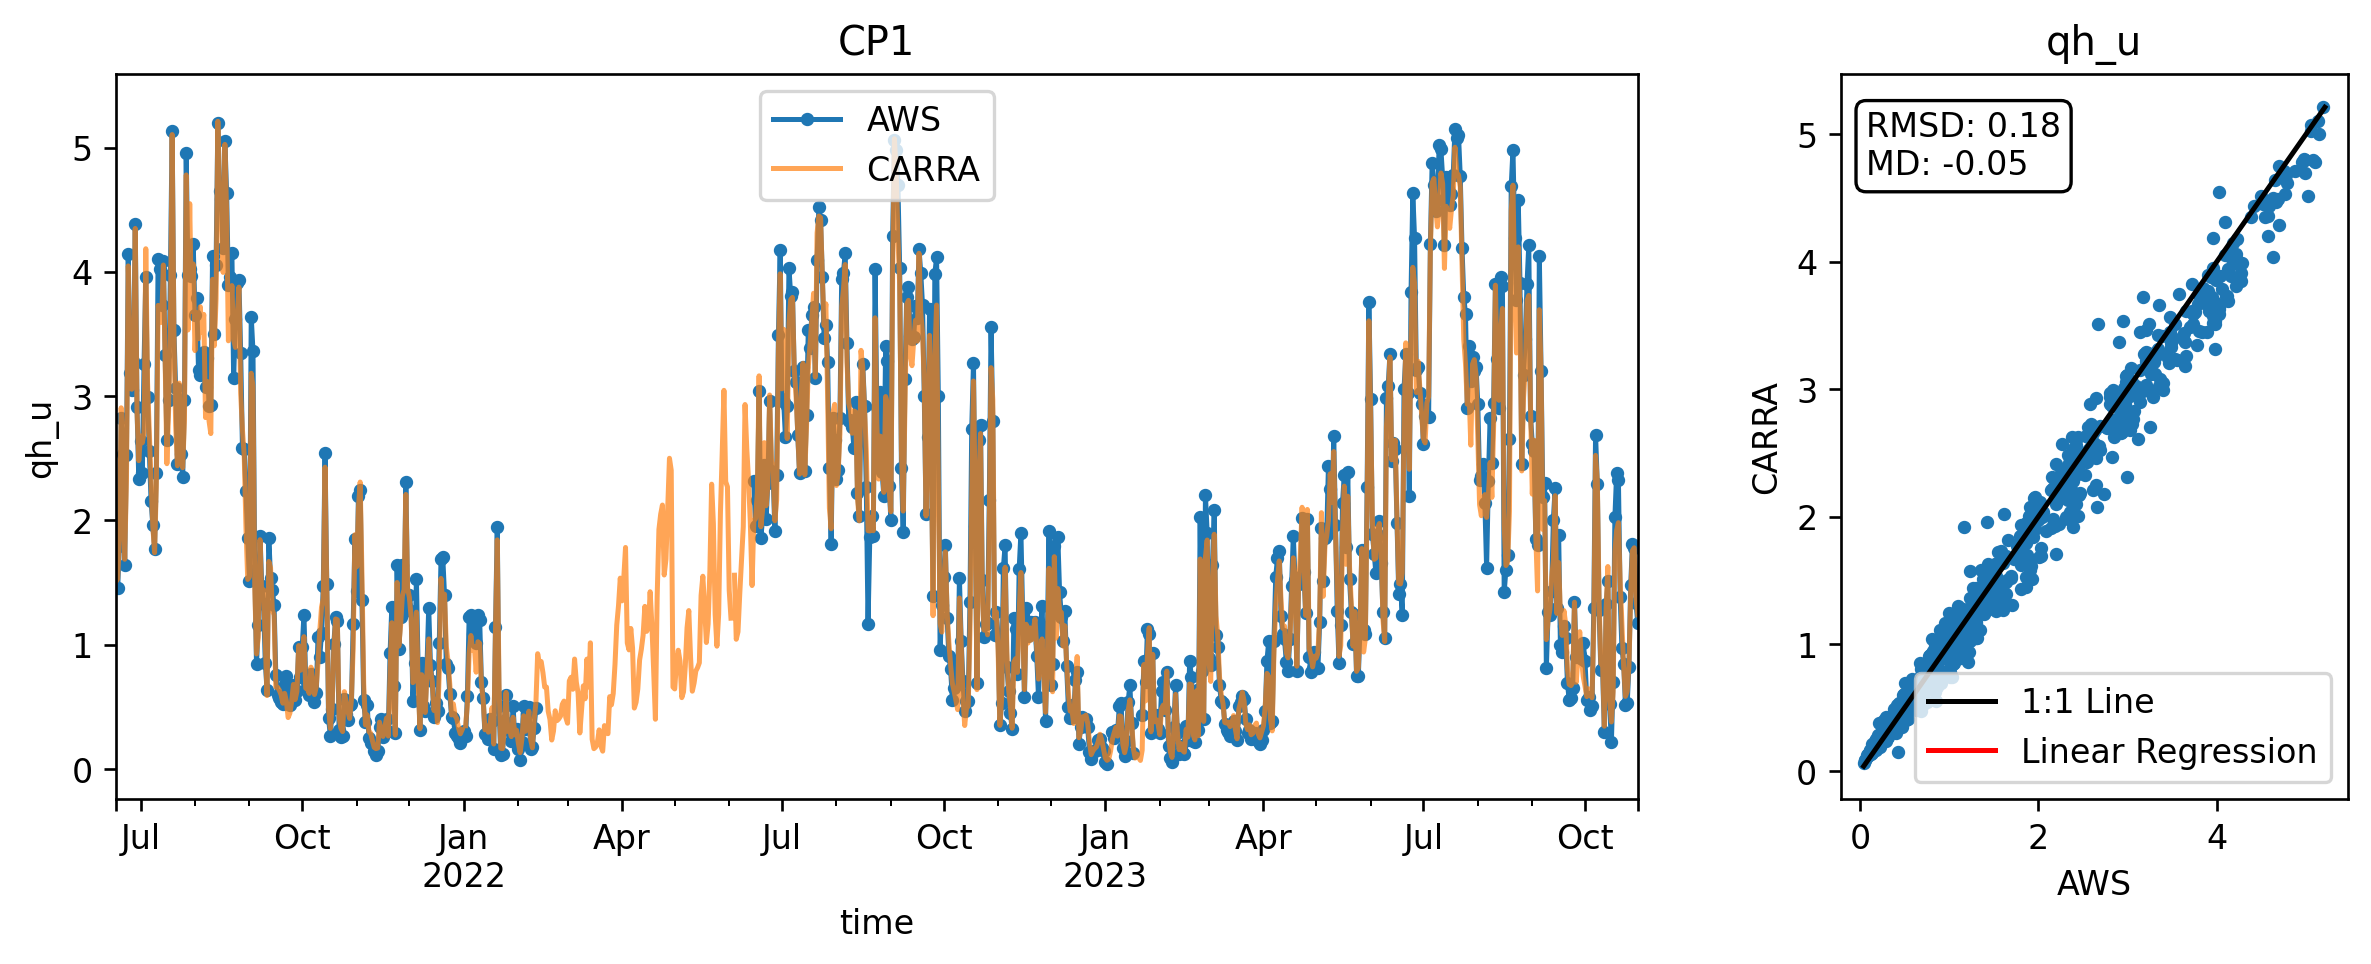 CP1
AWS
CARRA
5
4
3
2
1
0
qh_u
Jul
Oct
Jan
2022
Apr
Jul
Oct
Jan
2023
Apr
Jul
Oct
time
qh_u
RMSD: 0.18
MD: -0.05
5
4
3
2
1
0
CARRA
1:1 Line
Linear Regression
0
2
4
AWS